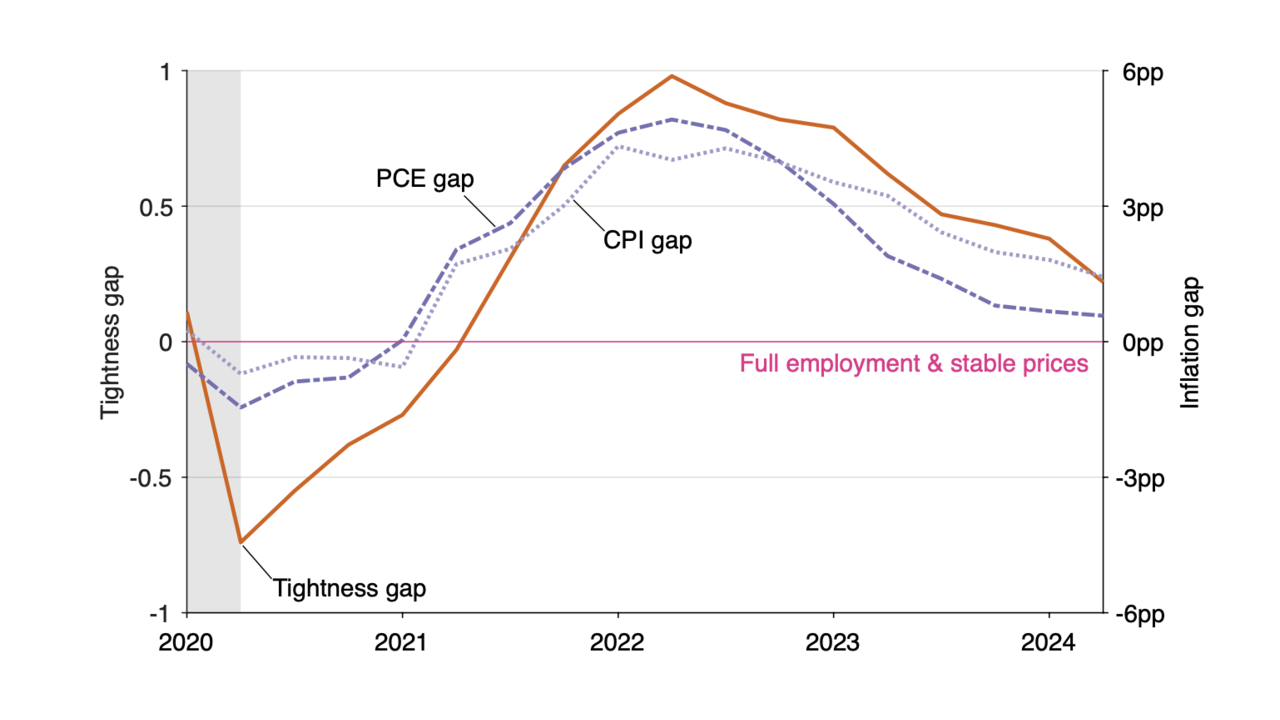 1
6pp
PCE gap
0.5
3pp
CPI gap
Tightness gap
0
0pp
Full employment & stable prices
Inflation gap
-0.5
-3pp
Tightness gap
-1
-6pp
2020
2021
2022
2023
2024